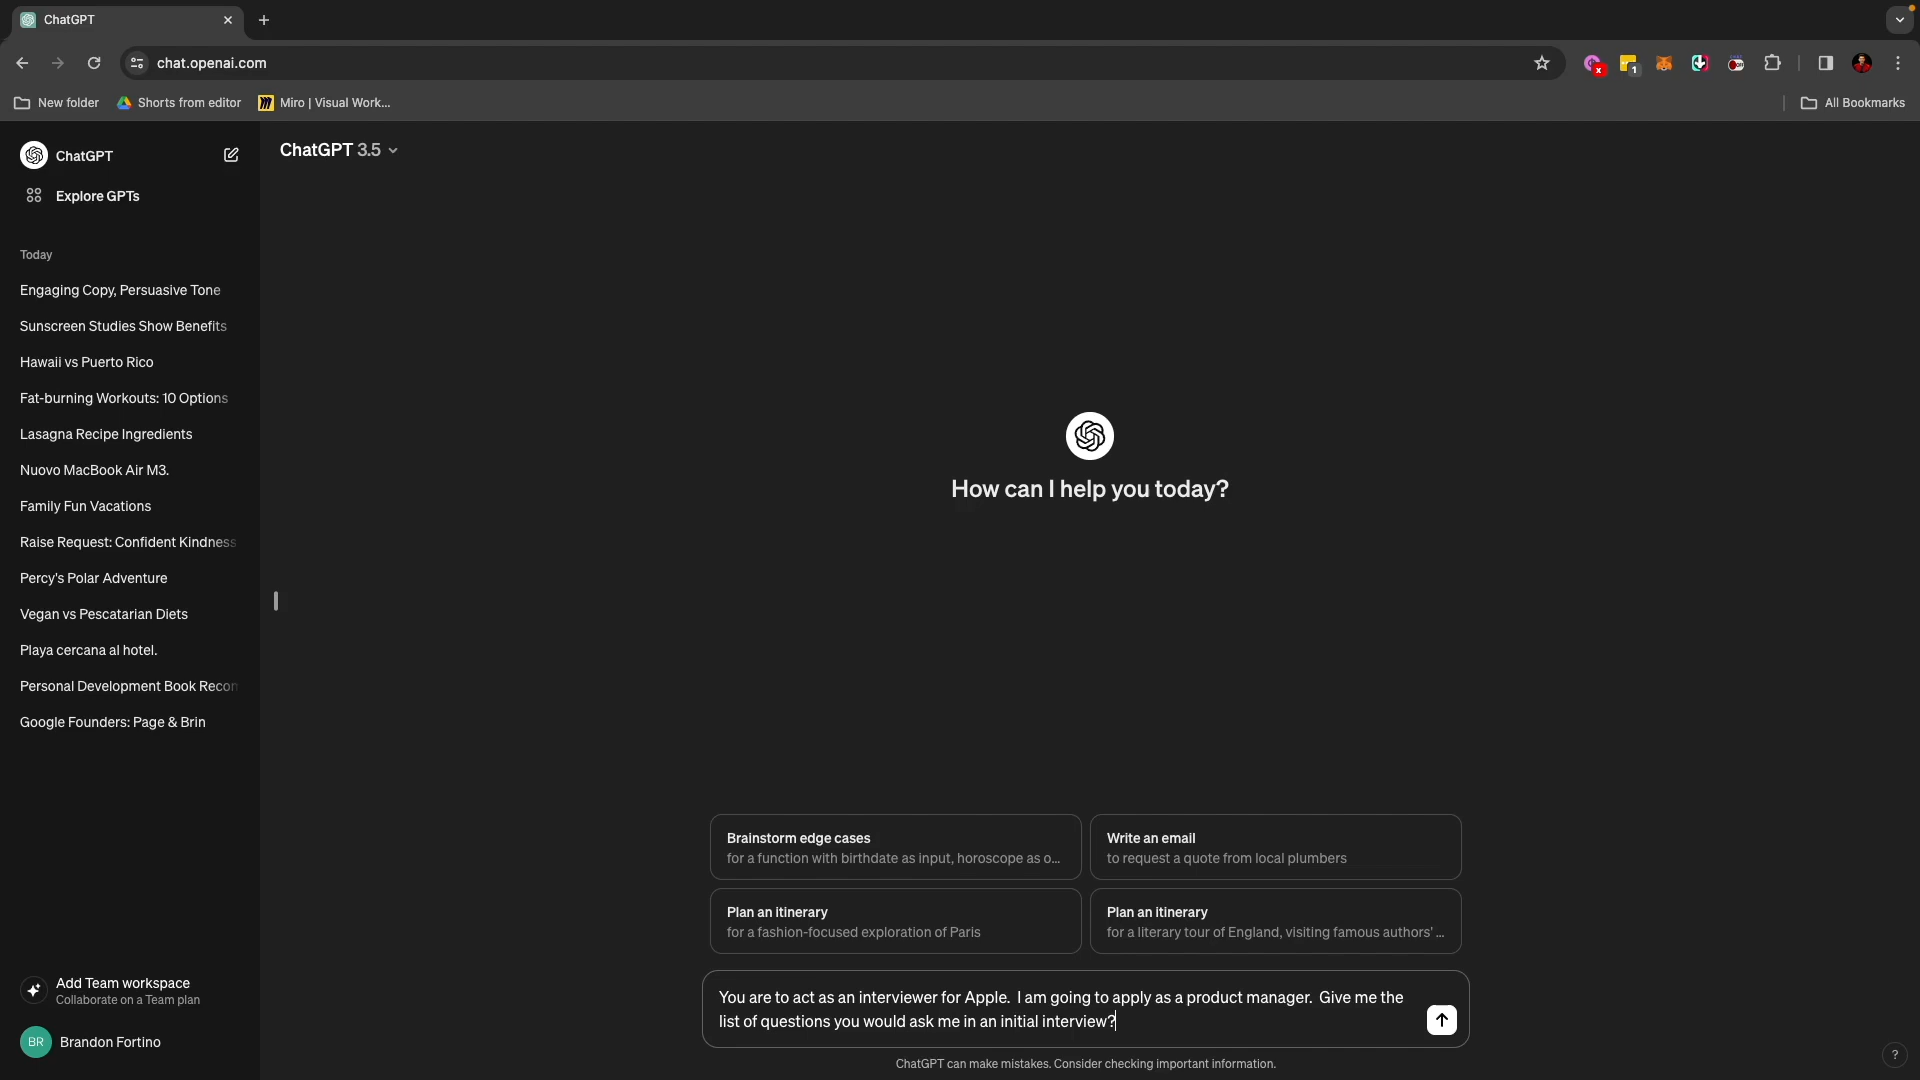 ChatGPT
chat.openai.com
1
New folder
Shorts from editor
Miro | Visual Work...
All Bookmarks
ChatGPT
Explore GPTs
Today
Engaging Copy, Persuasive Tone
Sunscreen Studies Show Benefits
Hawaii vs Puerto Rico
Fat-burning Workouts: 10 Options
Lasagna Recipe Ingredients
Nuovo MacBook Air M3.
Family Fun Vacations
Raise Request: Confident Kindness
Percy's Polar Adventure
Vegan vs Pescatarian Diets
Playa cercana al hotel.
Personal Development Book Recom
Google Founders: Page & Brin
Add Team workspace
Collaborate on a Team plan
BR Brandon Fortino
ChatGPT 3.5
How can I help you today?
Brainstorm edge cases
for a function with birthdate as input, horoscope as o...
Write an email
to request a quote from local plumbers
Plan an itinerary
for a fashion-focused exploration of Paris
Plan an itinerary
for a literary tour of England, visiting famous authors' ...
You are to act as an interviewer for Apple.  I am going to apply as a product manager.  Give me the
list of questions you would ask me in an initial interview?
ChatGPT can make mistakes. Consider checking important information.
?